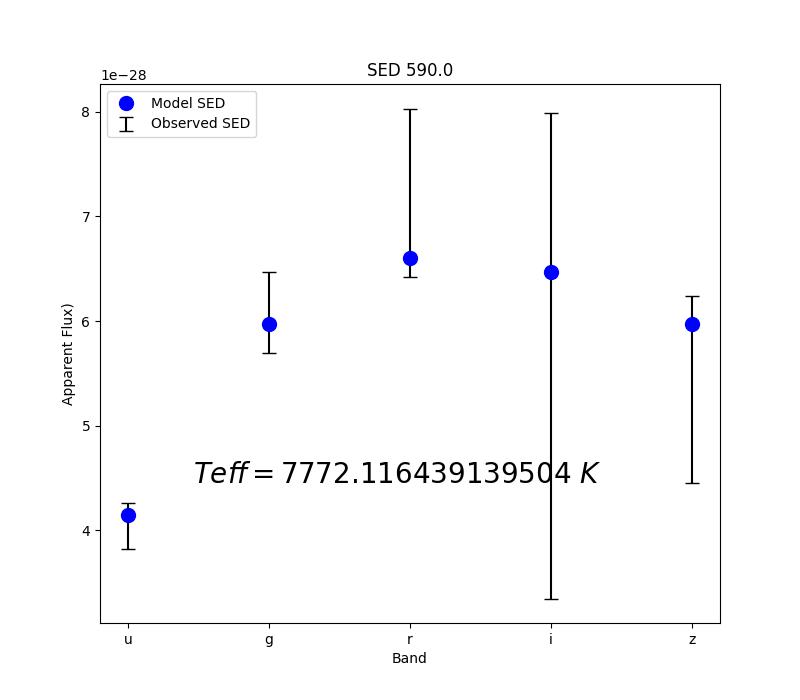 SED 590.0
1e−28
Model SED
Observed SED
8
7
6
5
4
Apparent Flux)
Teff = 7772.116439139504 K
u g r i z
Band